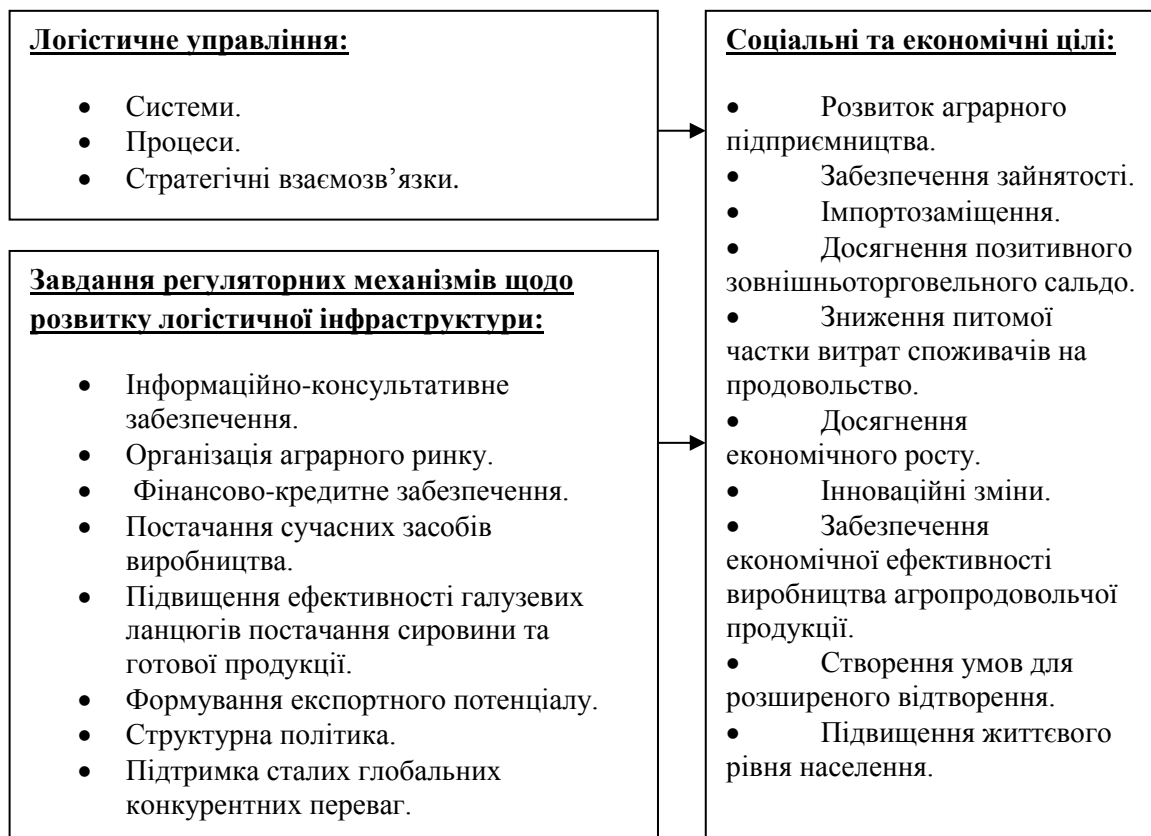 Логістичне управління:
• Системи.
• Процеси.
• Стратегічні взаємозв’язки.
Завдання регуляторних механізмів щодо
розвитку логістичної інфраструктури:
• Інформаційно-консультативне
забезпечення.
• Організація аграрного ринку.
• Фінансово-кредитне забезпечення.
• Постачання сучасних засобів
виробництва.
• Підвищення ефективності галузевих
ланцюгів постачання сировини та
готової продукції.
• Формування експортного потенціалу.
• Структурна політика.
• Підтримка сталих глобальних
конкурентних переваг.
Соціальні та економічні цілі:
• Розвиток аграрного
підприємництва.
• Забезпечення зайнятості.
• Імпортозаміщення.
• Досягнення позитивного
зовнішньоторговельного сальдо.
• Зниження питомої
частки витрат споживачів на
продовольство.
• Досягнення
економічного росту.
• Інноваційні зміни.
• Забезпечення
економічної ефективності
виробництва агропродовольчої
продукції.
• Створення умов для
розширеного відтворення.
• Підвищення життєвого
рівня населення.